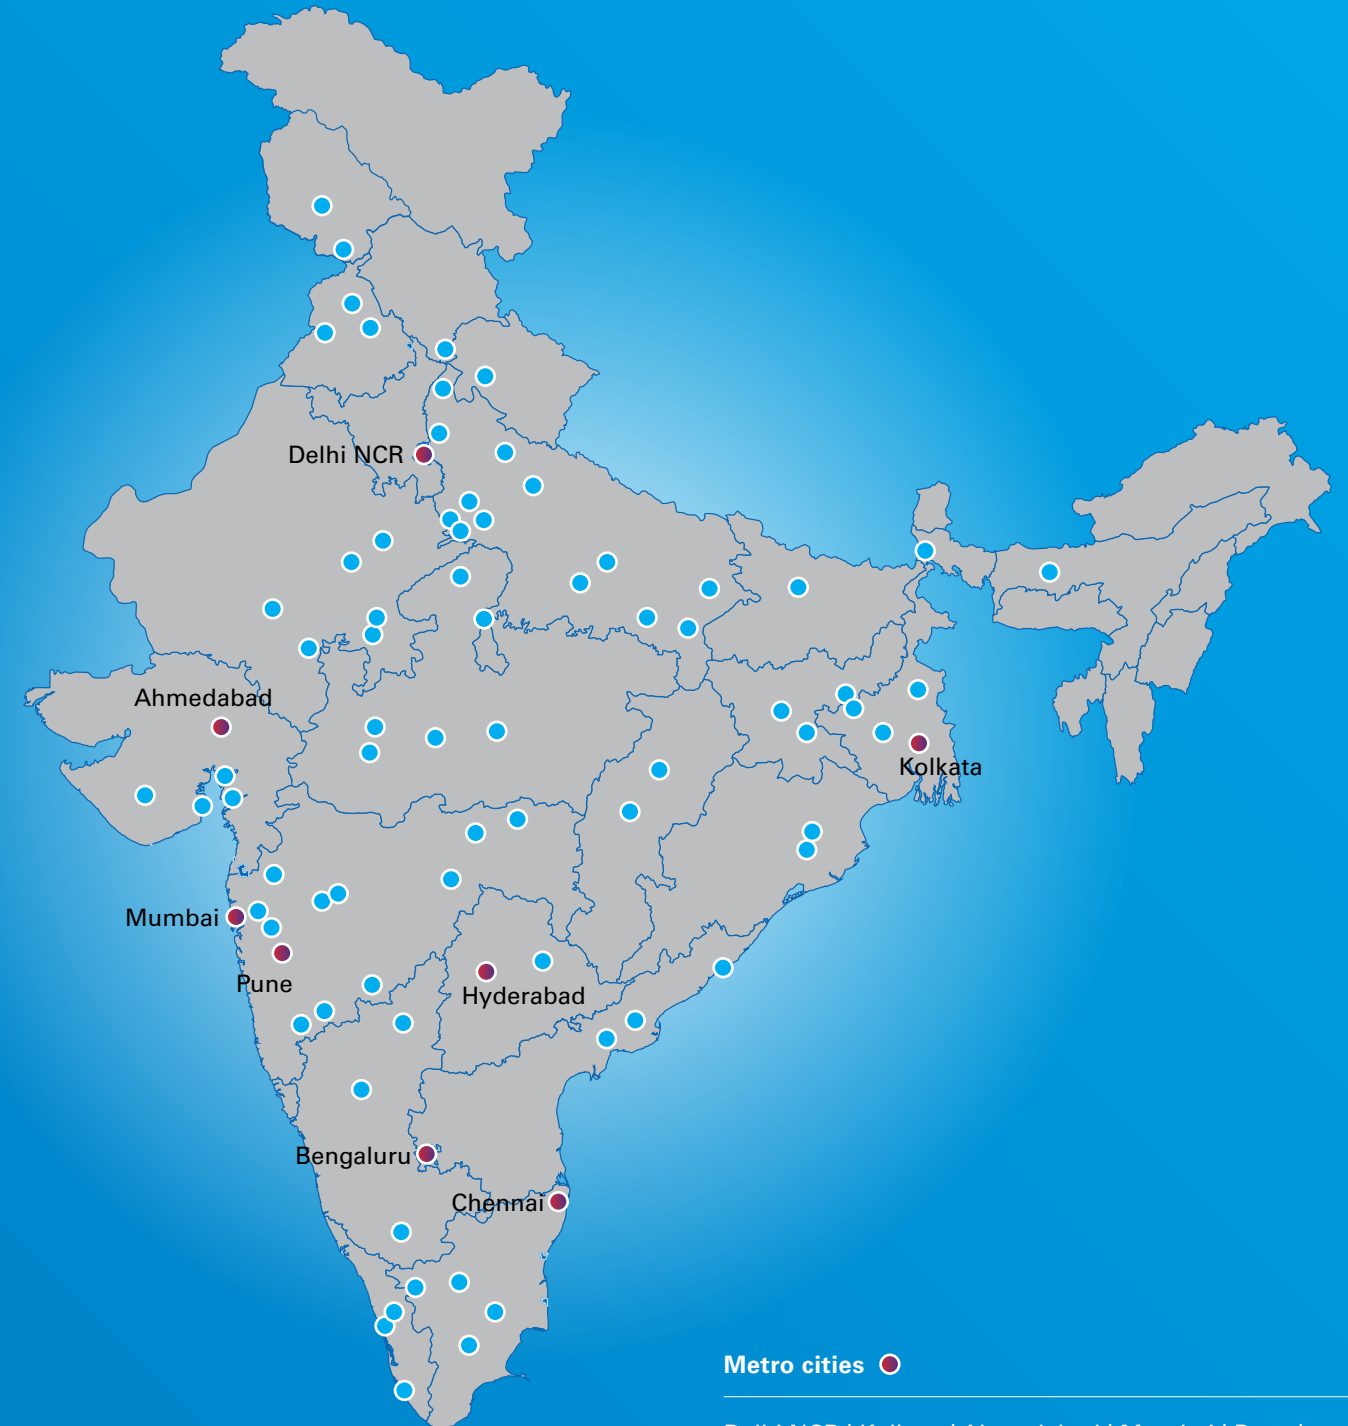 Delhi NCR
Ahmedabad
Kolkata
Mumbai
Pune
Hyderabad
Bengaluru
Chennai
Metro cities